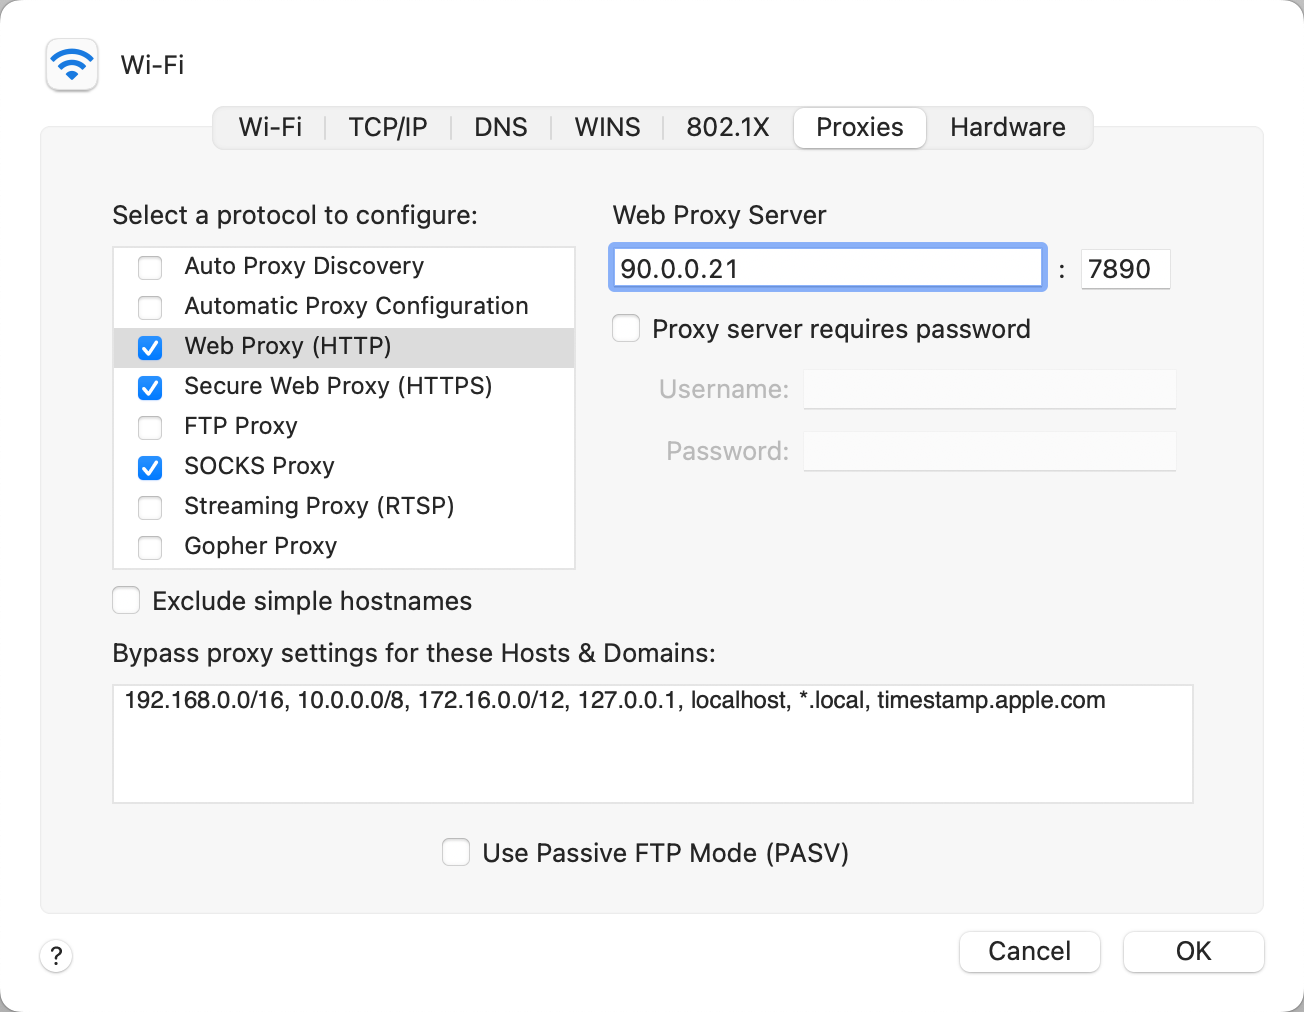 Wi-Fi
Wi-Fi TCP/IP DNS WINS 802.1X Proxies Hardware
Select a protocol to configure:
Auto Proxy Discovery
Automatic Proxy Configuration
Web Proxy (HTTP)
Secure Web Proxy (HTTPS)
FTP Proxy
SOCKS Proxy
Streaming Proxy (RTSP)
Gopher Proxy
Web Proxy Server
90.0.0.21 : 7890
Proxy server requires password
Username:
Password:
Exclude simple hostnames
Bypass proxy settings for these Hosts & Domains:
192.168.0.0/16, 10.0.0.0/8, 172.16.0.0/12, 127.0.0.1, localhost, *.local, timestamp.apple.com
Use Passive FTP Mode (PASV)
? Cancel OK